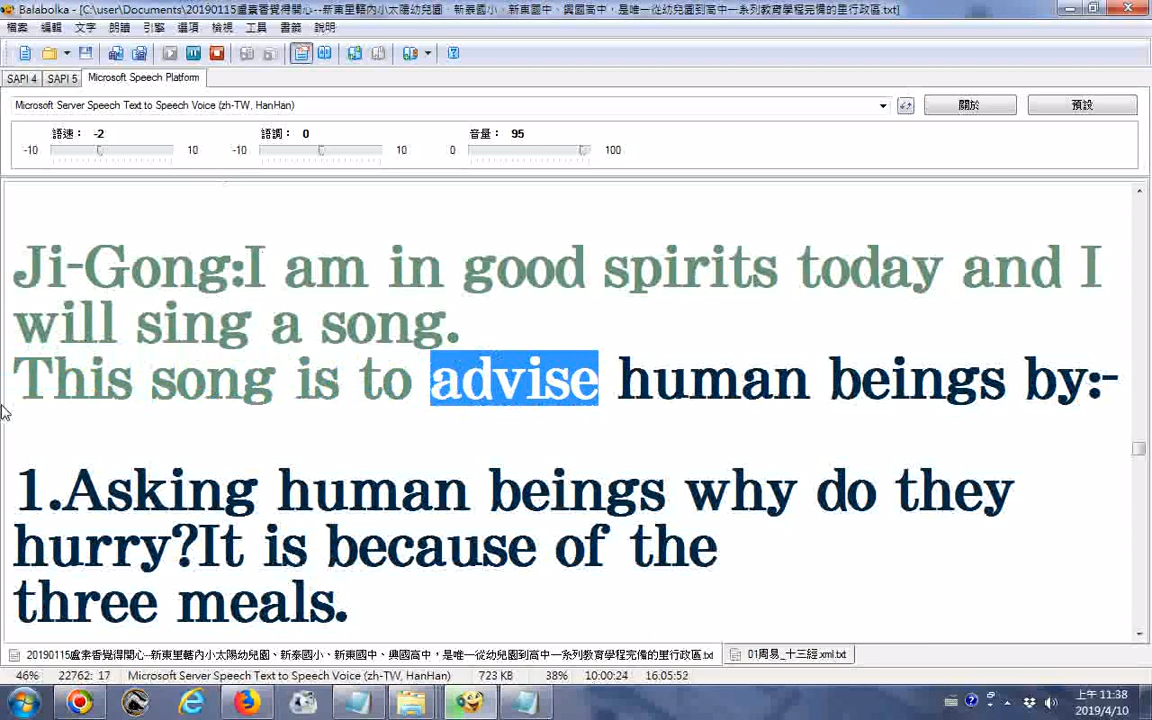 Balabolka - [C:\user\Documents\20190115盧素香覺得開心--新東里轄內小太陽幼兒園、新泰國小、新東國中、興國高中，是唯一從幼兒園到高中一系列教育學程完備的里行政區.txt]
檔案 編輯 文字 朗讀 引擎 選項 檢視 工具 書籤 說明
SAPI 4 SAPI 5 Microsoft Speech Platform
Microsoft Server Speech Text to Speech Voice (zh-TW, HanHan) 關於 預設
語速： -2 語調： 0 音量： 95
-10 10 -10 10 0 100
Ji-Gong:I am in good spirits today and I
will sing a song.
This song is to advise human beings by:-
1.Asking human beings why do they
hurry?It is because of the
three meals.
20190115盧素香覺得開心--新東里轄內小太陽幼兒園、新泰國小、新東國中、興國高中，是唯一從幼兒園到高中一系列教育學程完備的里行政區.txt 01周易_十三經.xml.txt
46% 22762: 17 Microsoft Server Speech Text to Speech Voice (zh-TW, HanHan) 723 KB 38% 10:00:24 16:05:52
上午 11:38
2019/4/10